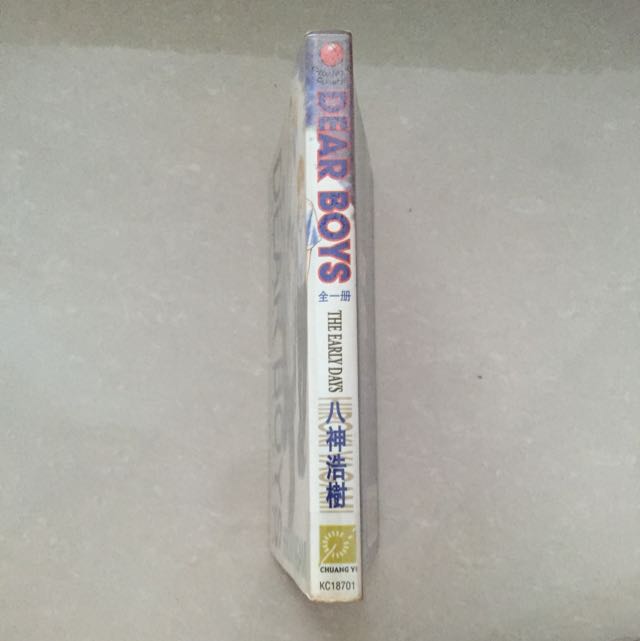 DEAR BOYS
全一册
THE EARLY DAYS
八神浩樹
CHUANG YI
KC18701